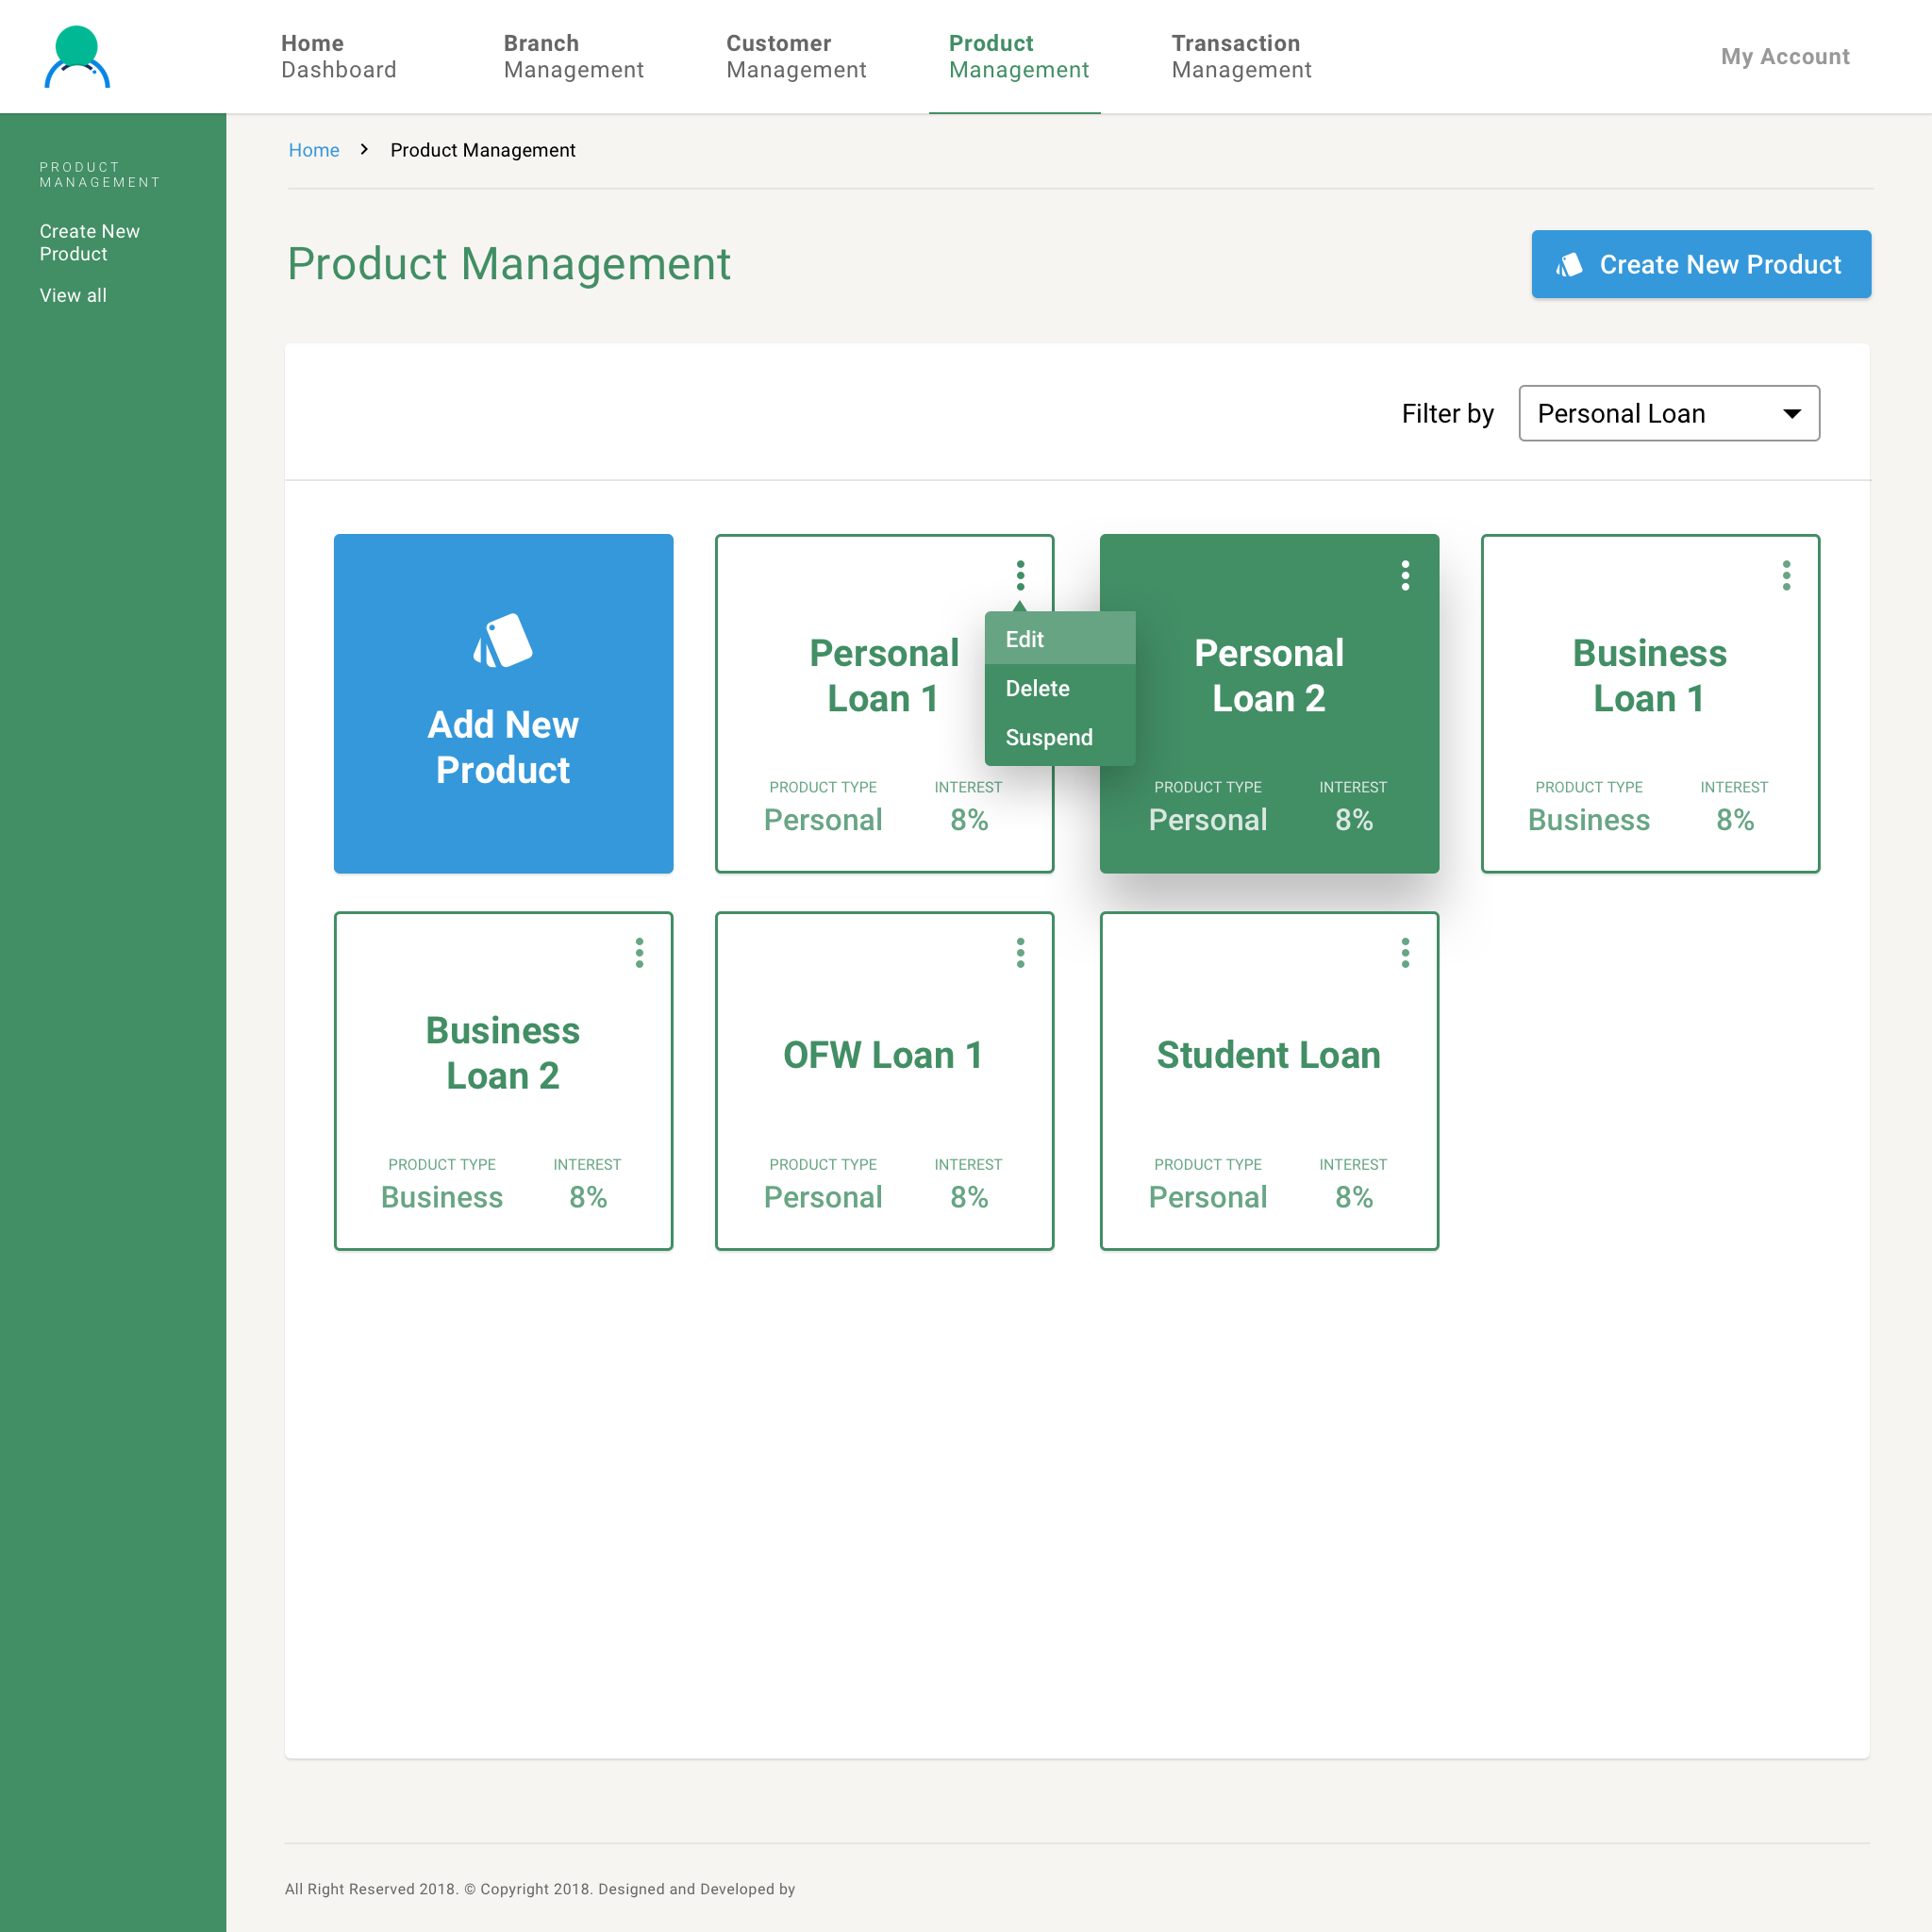 Home
Dashboard
Branch
Management
Customer
Management
Product
Management
Transaction
Management
My Account
PRODUCT
MANAGEMENT
Create New
Product
View all
Home
Product Management
Product Management
Create New Product
Filter by
Personal Loan
Add New
Product
Personal
Loan 1
PRODUCT TYPE
Personal
INTEREST
8%
Edit
Delete
Suspend
Personal
Loan 2
PRODUCT TYPE
Personal
INTEREST
8%
Business
Loan 1
PRODUCT TYPE
Business
INTEREST
8%
Business
Loan 2
PRODUCT TYPE
Business
INTEREST
8%
OFW Loan 1
PRODUCT TYPE
Personal
INTEREST
8%
Student Loan
PRODUCT TYPE
Personal
INTEREST
8%
All Right Reserved 2018. © Copyright 2018. Designed and Developed by